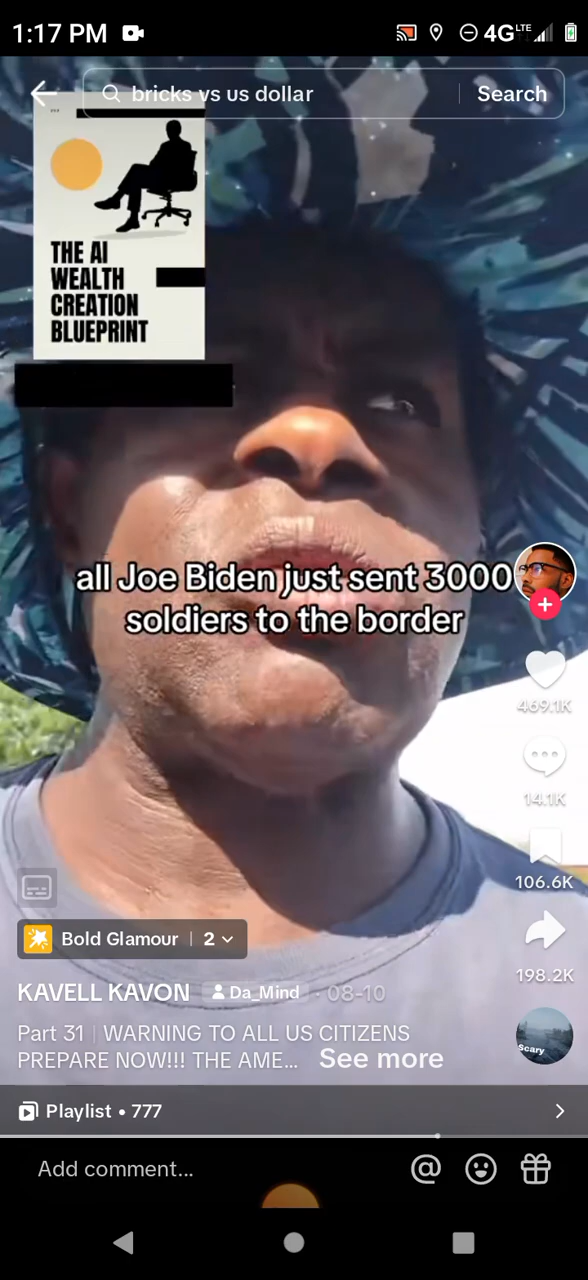 1:17 PM
4G LTE
bricks vs us dollar
Search
THE AI
WEALTH
CREATION
BLUEPRINT
all Joe Biden just sent 3000
soldiers to the border
469.1K
14.1K
106.6K
198.2K
Scary
Bold Glamour | 2
KAVELL KAVON Da_Mind · 08-10
Part 31 | WARNING TO ALL US CITIZENS
PREPARE NOW!!! THE AME... See more
Playlist • 777
Add comment...
@